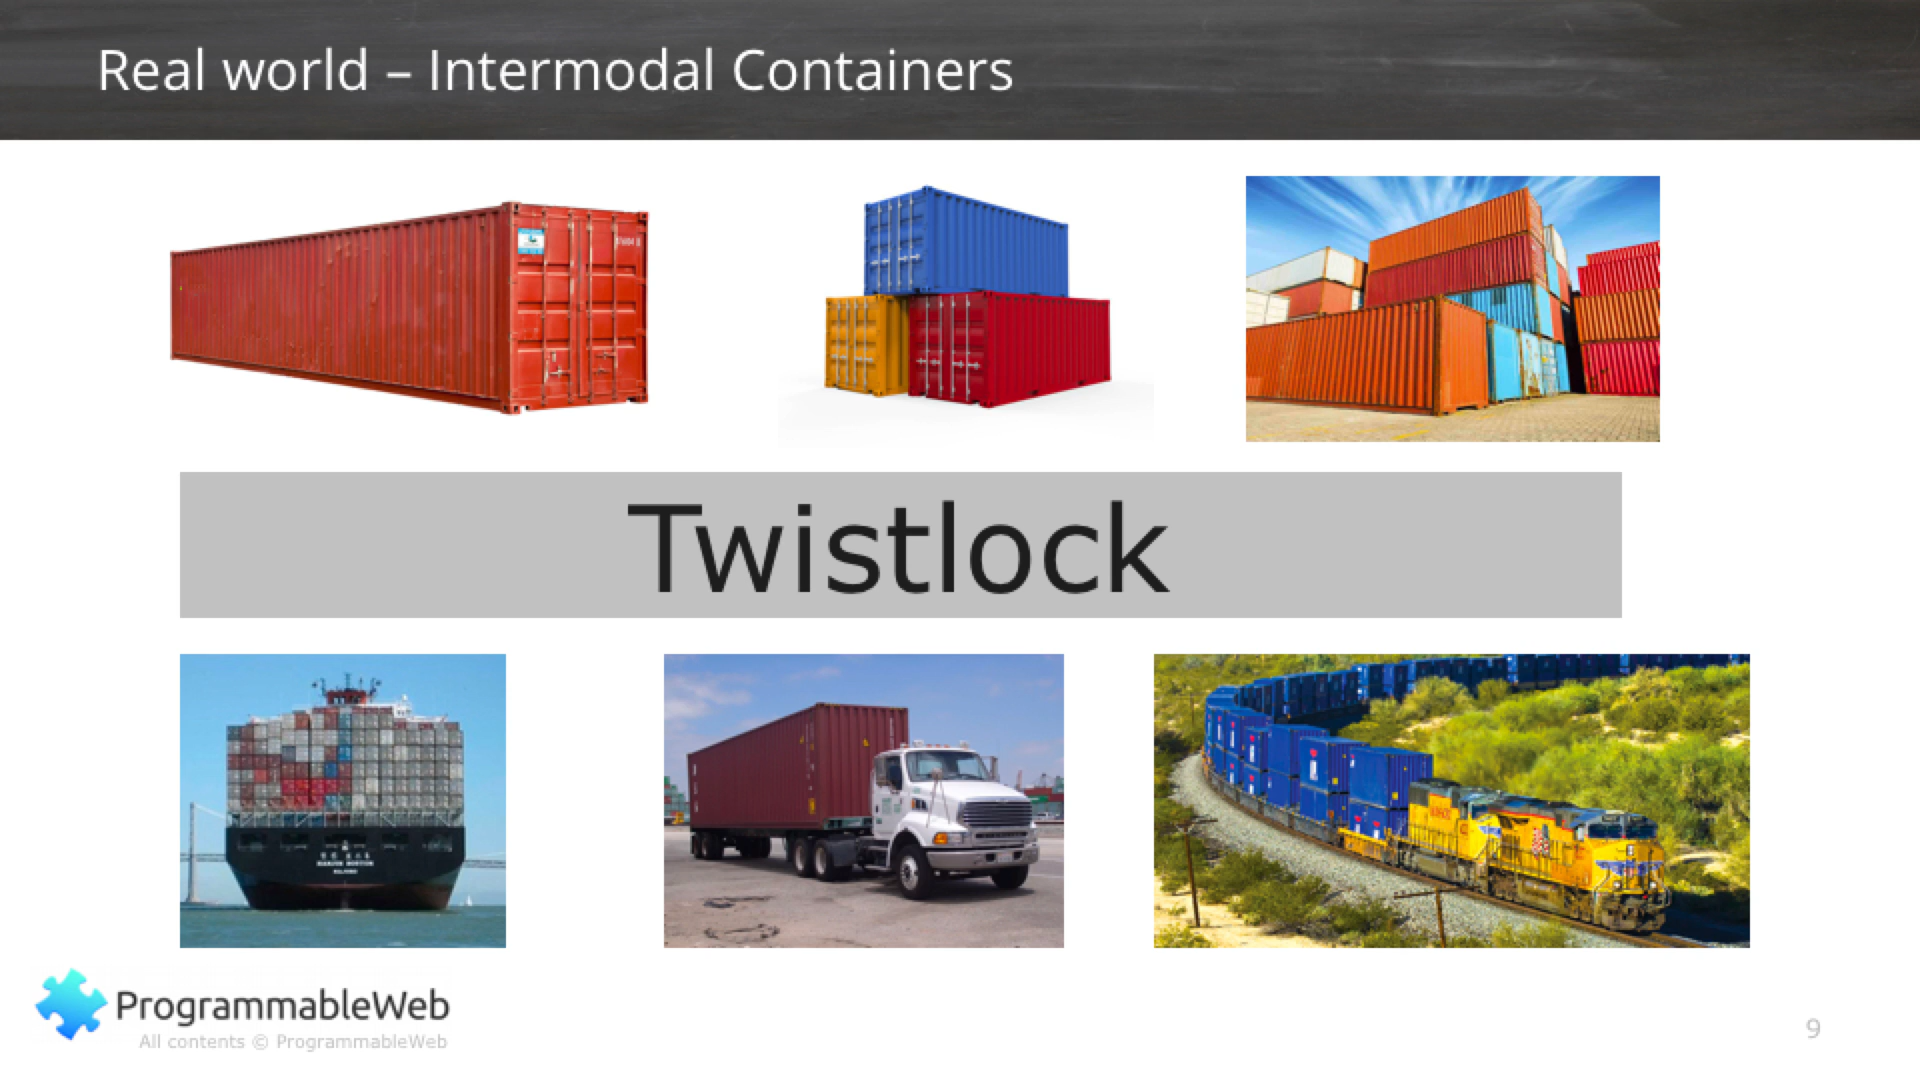 Real world – Intermodal Containers
Twistlock
ProgrammableWeb
All contents © ProgrammableWeb
9